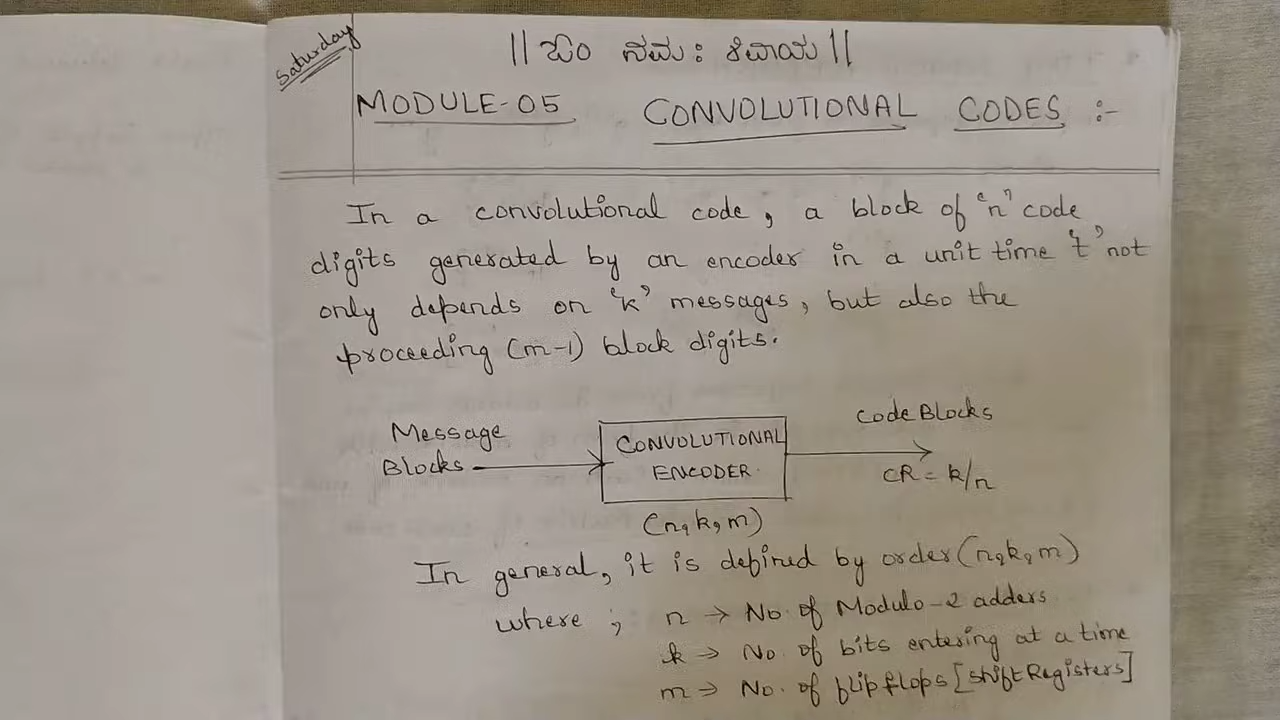 Saturday
|| ಓಂ ನಮಃ ಶಿವಾಯ ||
MODULE-05 CONVOLUTIONAL CODES :-
In a convolutional code, a block of "n" code
digits generated by an encoder in a unit time 't' not
only depends on 'k' messages, but also the
proceeding (m-1) block digits.
Message
Blocks
CONVOLUTIONAL
ENCODER
(n,k,m)
Code Blocks
CR = k/n
In general, it is defined by order (n,k,m)
where ; n → No. of Modulo-2 adders
k → No. of bits entering at a time
m → No. of flipflops [Shift Registers]